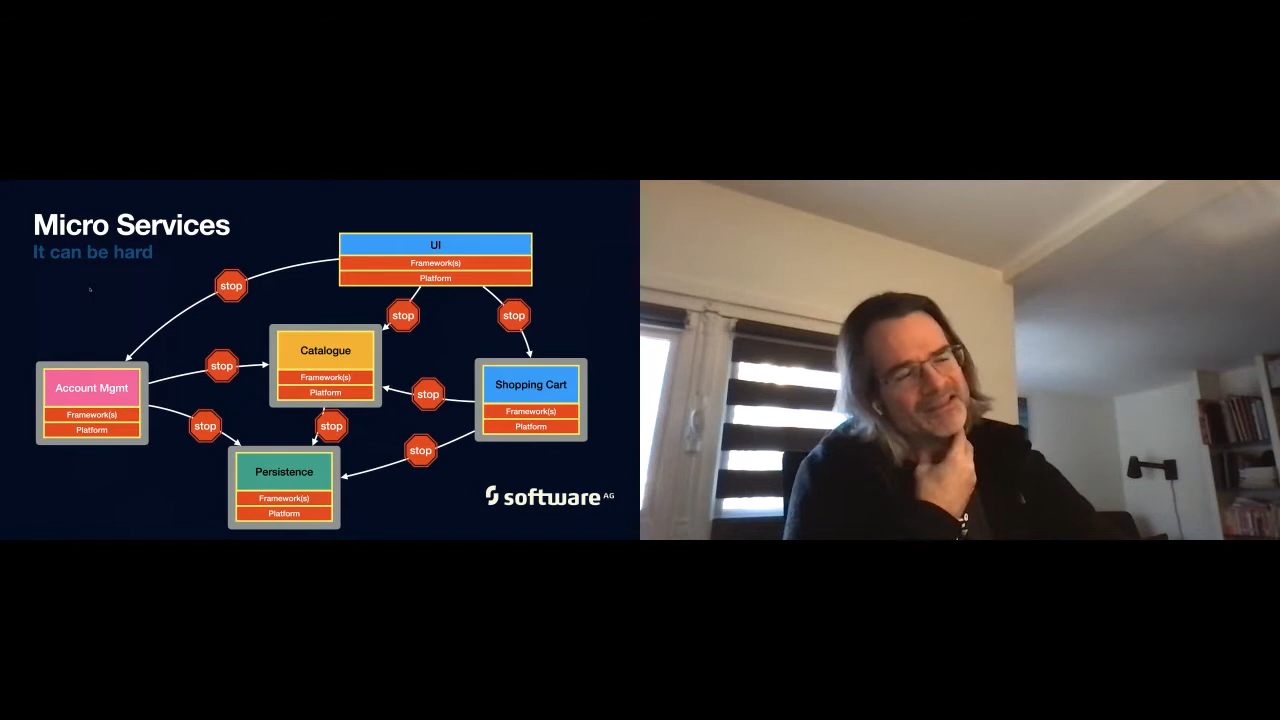 Micro Services
It can be hard
UI
Framework(s)
Platform
stop
stop
stop
Catalogue
Framework(s)
Platform
stop
Account Mgmt
Framework(s)
Platform
stop
Shopping Cart
Framework(s)
Platform
stop
stop
stop
Persistence
Framework(s)
Platform
software AG